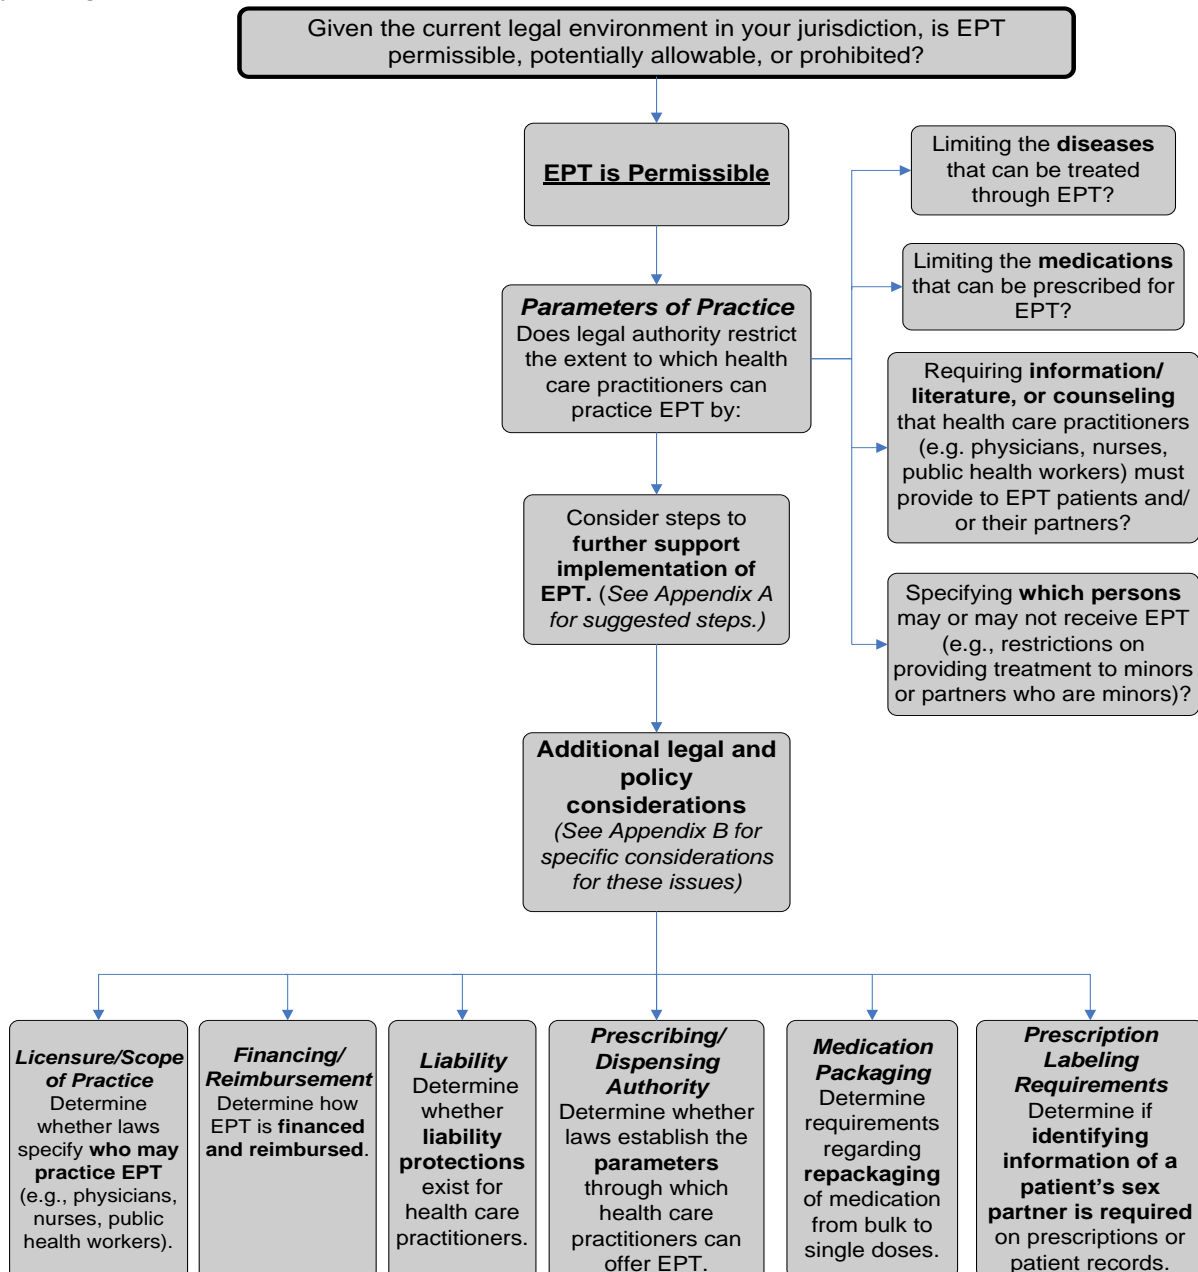 Given the current legal environment in your jurisdiction, is EPT
permissible, potentially allowable, or prohibited?
EPT is Permissible
Parameters of Practice
Does legal authority restrict
the extent to which health
care practitioners can
practice EPT by:
Limiting the diseases
that can be treated
through EPT?
Limiting the medications
that can be prescribed for
EPT?
Requiring information/
literature, or counseling
that health care practitioners
(e.g. physicians, nurses,
public health workers) must
provide to EPT patients and/
or their partners?
Specifying which persons
may or may not receive EPT
(e.g., restrictions on
providing treatment to minors
or partners who are minors)?
Consider steps to
further support
implementation of
EPT. (See Appendix A
for suggested steps.)
Additional legal and
policy
considerations
(See Appendix B for
specific considerations
for these issues)
Licensure/Scope
of Practice
Determine
whether laws
specify who may
practice EPT
(e.g., physicians,
nurses, public
health workers).
Financing/
Reimbursement
Determine how
EPT is financed
and reimbursed.
Liability
Determine
whether
liability
protections
exist for
health care
practitioners.
Prescribing/
Dispensing
Authority
Determine whether
laws establish the
parameters
through which
health care
practitioners can
offer EPT.
Medication
Packaging
Determine
requirements
regarding
repackaging
of medication
from bulk to
single doses.
Prescription
Labeling
Requirements
Determine if
identifying
information of a
patient's sex
partner is required
on prescriptions or
patient records.